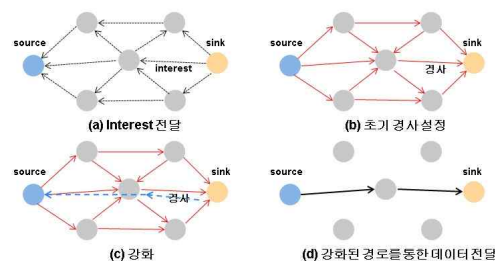 source
sink
interest
(a) Interest 전달
source
sink
경사
(b) 초기 경사설정
source
sink
경사
(c) 강화
source
sink
(d) 강화된 경로를통한 데이터 전달